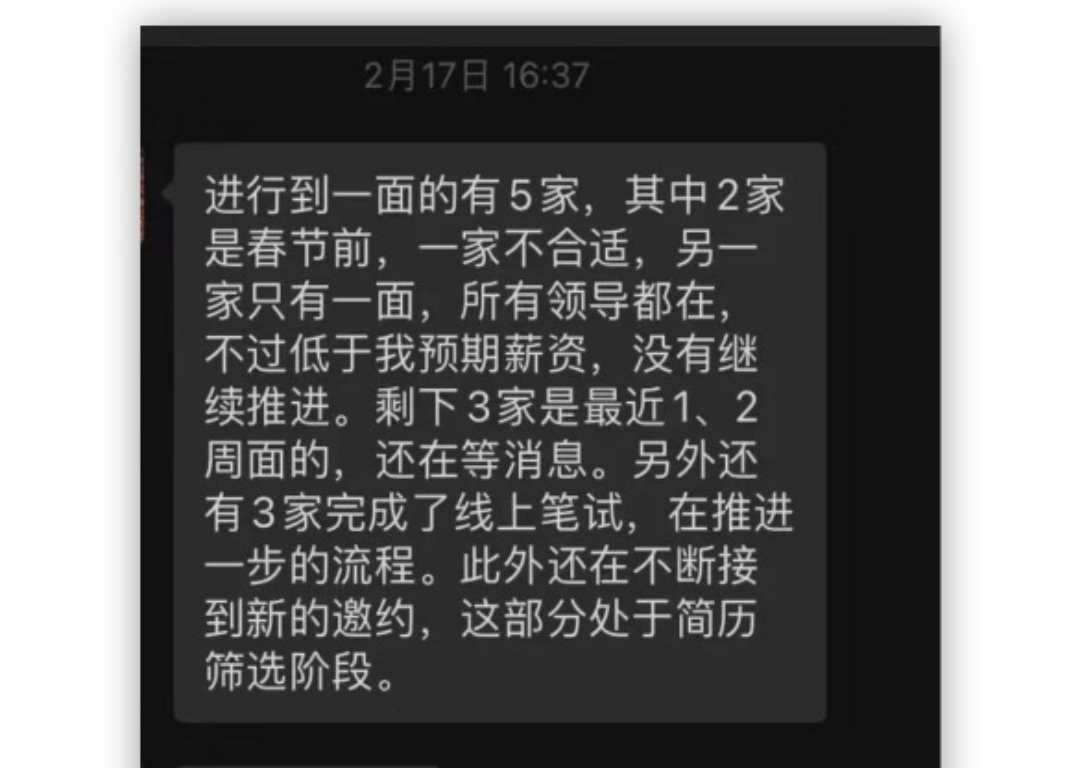 2月17日 16:37
进行到一面的有5家，其中2家
是春节前，一家不合适，另一
家只有一面，所有领导都在，
不过低于我预期薪资，没有继
续推进。剩下3家是最近1、2
周面的，还在等消息。另外还
有3家完成了线上笔试，在推进
一步的流程。此外还在不断接
到新的邀约，这部分处于简历
筛选阶段。